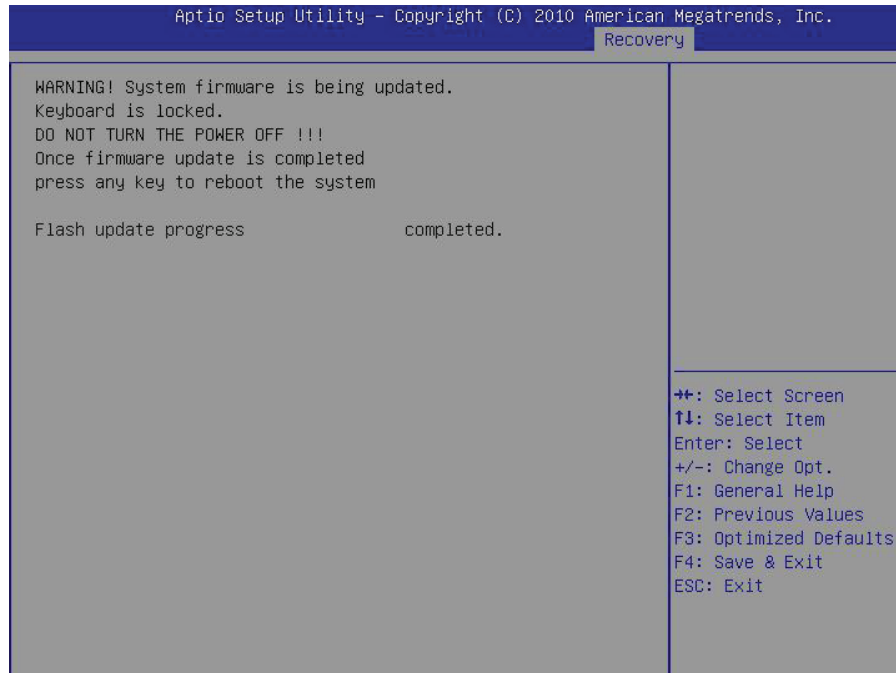 Aptio Setup Utility – Copyright (C) 2010 American Megatrends, Inc.
Recovery
WARNING! System firmware is being updated.
Keyboard is locked.
DO NOT TURN THE POWER OFF !!!
Once firmware update is completed
press any key to reboot the system
Flash update progress completed.
→←: Select Screen
↑↓: Select Item
Enter: Select
+/-: Change Opt.
F1: General Help
F2: Previous Values
F3: Optimized Defaults
F4: Save & Exit
ESC: Exit